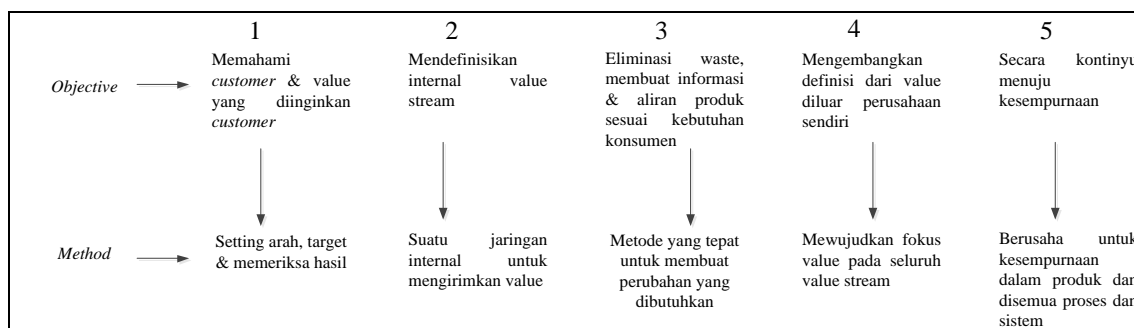 1
Memahami
customer & value
yang diinginkan
customer
2
Mendefinisikan
internal value
stream
3
Eliminasi waste,
membuat informasi
& aliran produk
sesuai kebutuhan
konsumen
4
Mengembangkan
definisi dari value
diluar perusahaan
sendiri
5
Secara kontinyu
menuju
kesempurnaan
Objective
Method
Setting arah, target
& memeriksa hasil
Suatu jaringan
internal untuk
mengirimkan value
Metode yang tepat
untuk membuat
perubahan yang
dibutuhkan
Mewujudkan fokus
value pada seluruh
value stream
Berusaha untuk
kesempurnaan
dalam produk dan
disemua proses dan
sistem